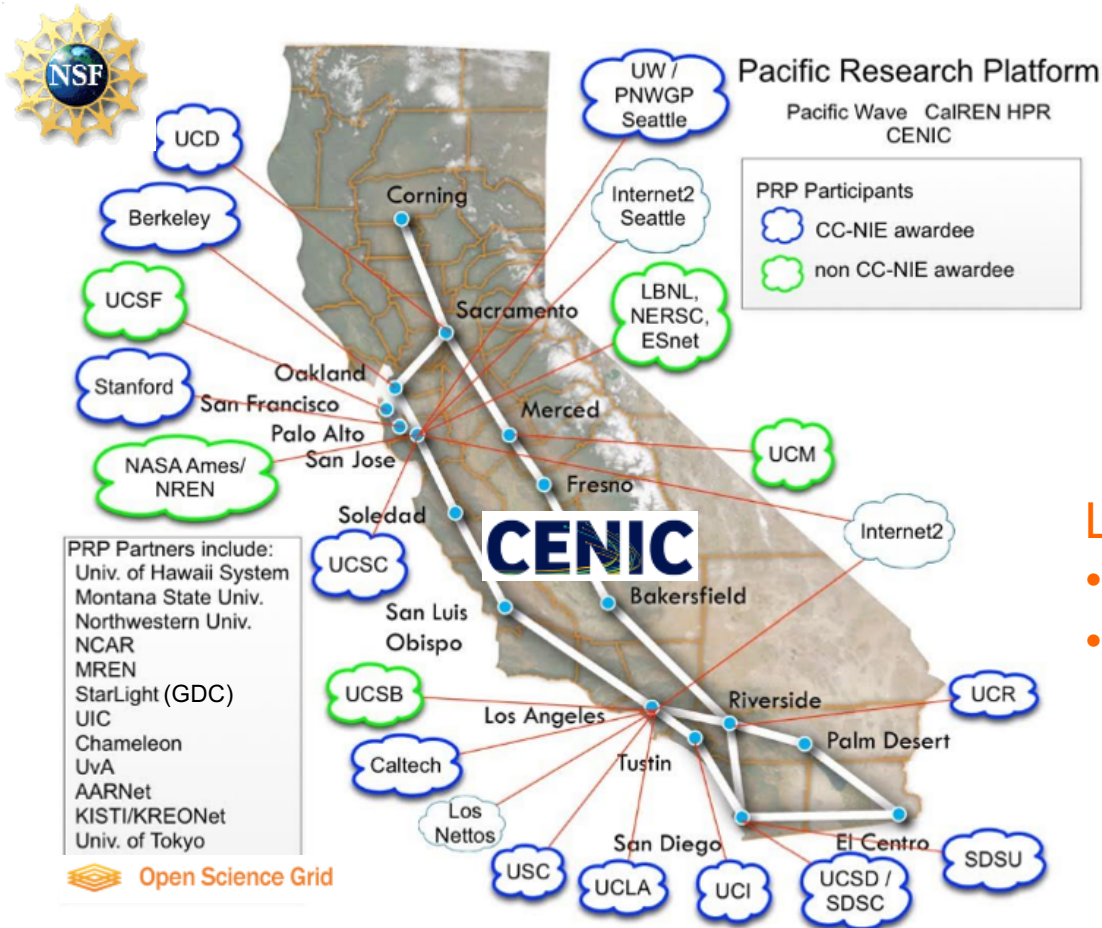 NSF
Pacific Research Platform
Pacific Wave CalREN HPR
CENIC
PRP Participants
CC-NIE awardee
non CC-NIE awardee
UW /
PNWGP
Seattle
UCD
Internet2
Seattle
Berkeley
Corning
LBNL,
NERSC,
ESnet
UCSF
Sacramento
Oakland
Stanford
San Francisco
Merced
Palo Alto
UCM
San Jose
NASA Ames/
NREN
Fresno
Soledad
Internet2
CENIC
UCSC
L
•
•
PRP Partners include:
Univ. of Hawaii System
Montana State Univ.
Northwestern Univ.
NCAR
MREN
StarLight (GDC)
UIC
Chameleon
UvA
AARNet
KISTI/KREONet
Univ. of Tokyo
Open Science Grid
San Luis
Obispo
Bakersfield
UCSB
Los Angeles
Riverside
UCR
Palm Desert
Caltech
Tustin
Los
Nettos
San Diego
El Centro
USC
UCLA
UCI
UCSD /
SDSC
SDSU